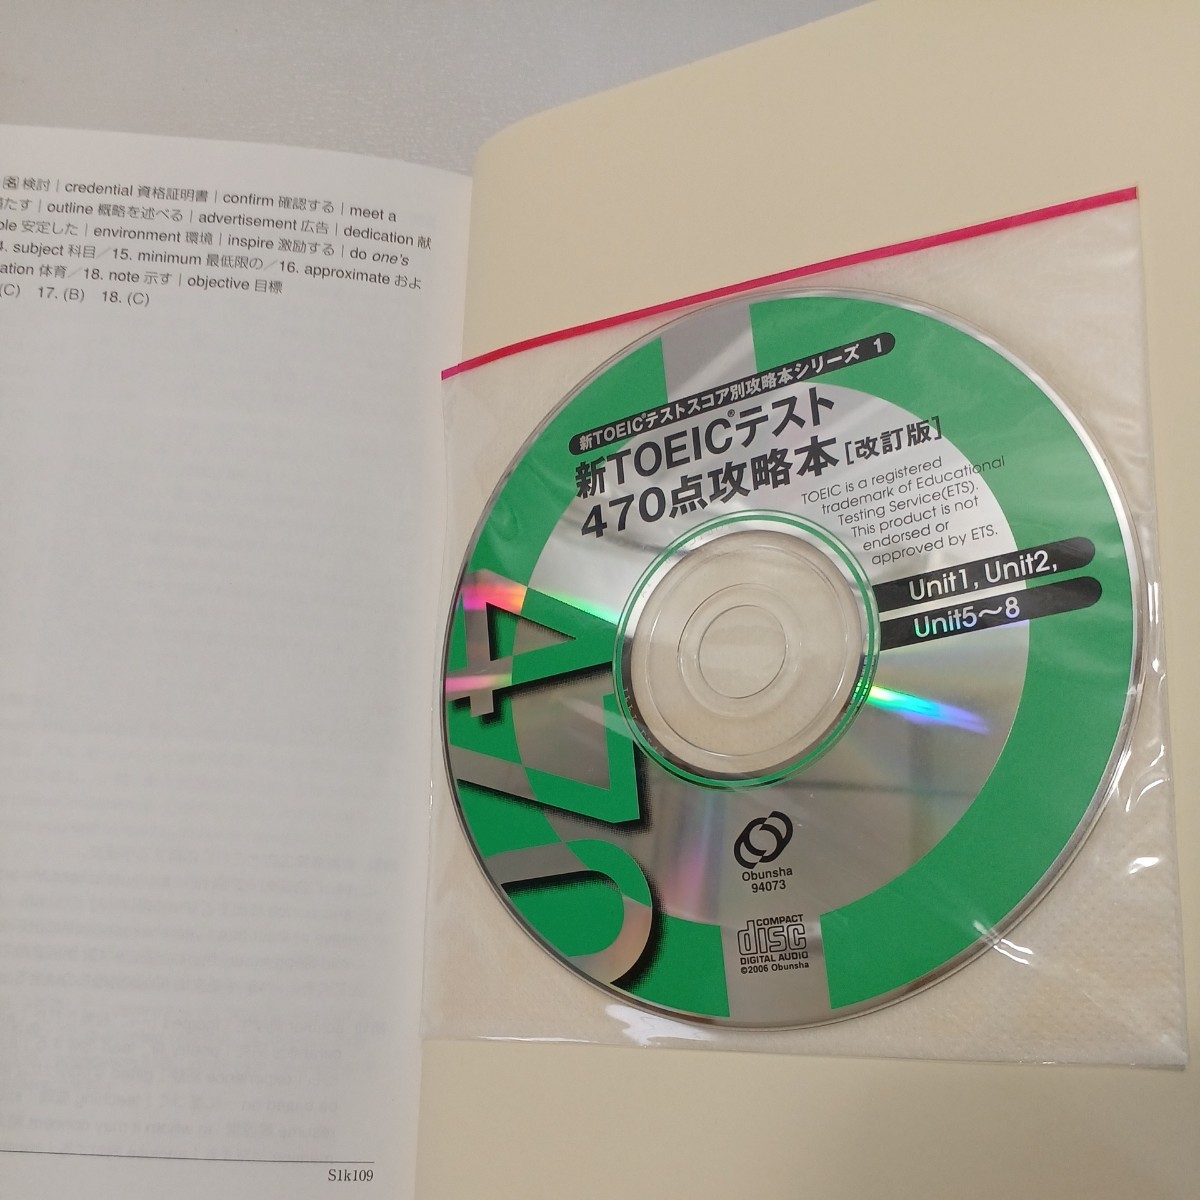 名 検討 | credential 資格証明書 | confirm 確認する | meet a
たす | outline 概略を述べる | advertisement 広告 | dedication 献
ble 安定した | environment 環境 | inspire 激励する | do one's
4. subject 科目／15. minimum 最低限の／16. approximate およ
ation 体育／18. note 示す | objective 目標
(C) 17. (B) 18. (C)
S1k109
新TOEIC®テストスコア別攻略本シリーズ 1
新TOEIC®テスト
470点攻略本[改訂版]
TOEIC is a registered
trademark of Educational
Testing Service(ETS).
This product is not
endorsed or
approved by ETS.
Unit1, Unit2,
Unit5～8
470
Obunsha
94073
COMPACT
disc
DIGITAL AUDIO
©2006 Obunsha